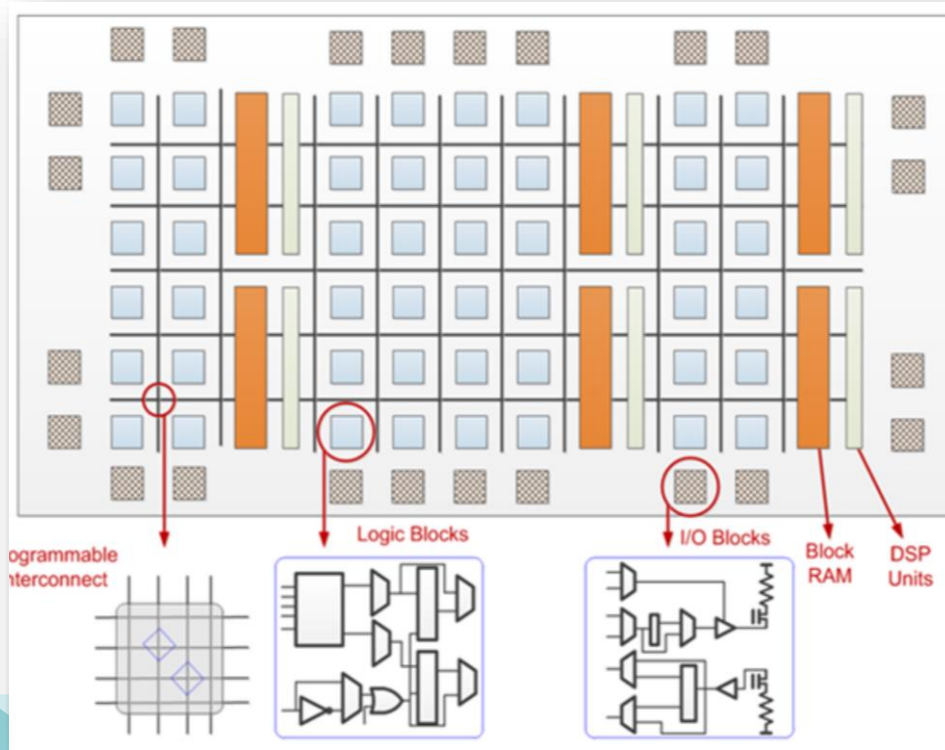 ogrammable
nterconnect
Logic Blocks
I/O Blocks
Block
RAM
DSP
Units